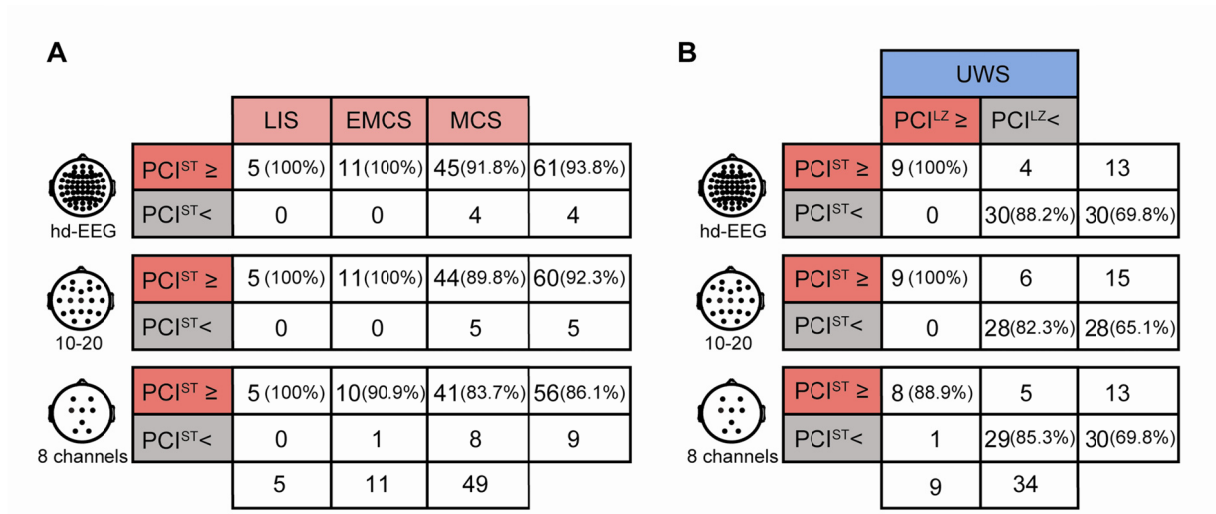 A
LIS EMCS MCS
PCIST ≥ 5 (100%) 11(100%) 45(91.8%) 61(93.8%)
PCIST< 0 0 4 4
hd-EEG
PCIST ≥ 5 (100%) 11(100%) 44(89.8%) 60(92.3%)
PCIST< 0 0 5 5
10-20
PCIST ≥ 5 (100%) 10(90.9%) 41(83.7%) 56(86.1%)
PCIST< 0 1 8 9
8 channels
5 11 49
B
UWS
PCILZ ≥ PCILZ<
PCIST ≥ 9 (100%) 4 13
PCIST< 0 30(88.2%) 30(69.8%)
hd-EEG
PCIST ≥ 9 (100%) 6 15
PCIST< 0 28(82.3%) 28(65.1%)
10-20
PCIST ≥ 8 (88.9%) 5 13
PCIST< 1 29(85.3%) 30(69.8%)
8 channels
9 34